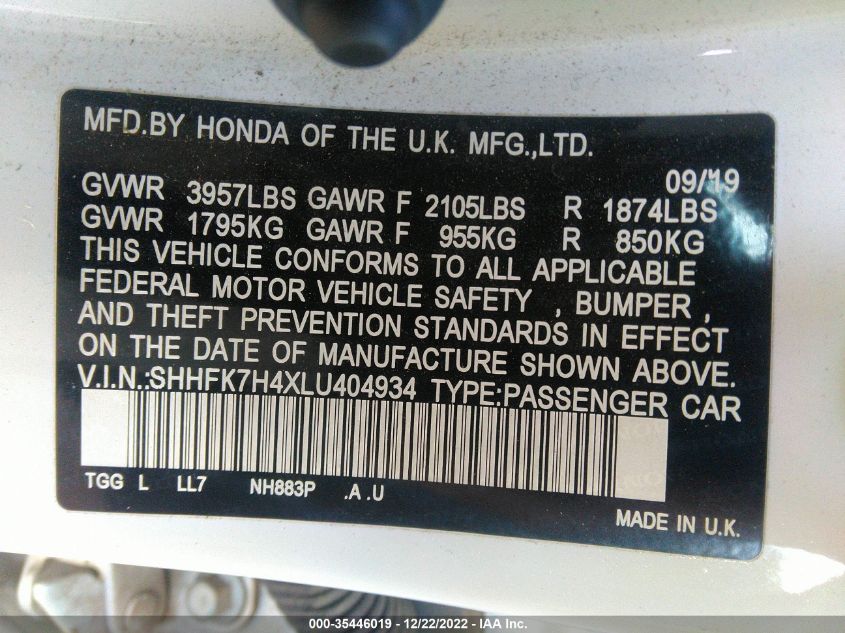 MFD.BY HONDA OF THE U.K. MFG.,LTD.
09/19
GVWR 3957LBS GAWR F 2105LBS R 1874LBS
GVWR 1795KG GAWR F 955KG R 850KG
THIS VEHICLE CONFORMS TO ALL APPLICABLE
FEDERAL MOTOR VEHICLE SAFETY , BUMPER ,
AND THEFT PREVENTION STANDARDS IN EFFECT
ON THE DATE OF MANUFACTURE SHOWN ABOVE.
V.I.N.:SHHFK7H4XLU404934 TYPE:PASSENGER CAR
TGG L LL7 NH883P .A .U
MADE IN U.K.
000-35446019 - 12/22/2022 - IAA Inc.